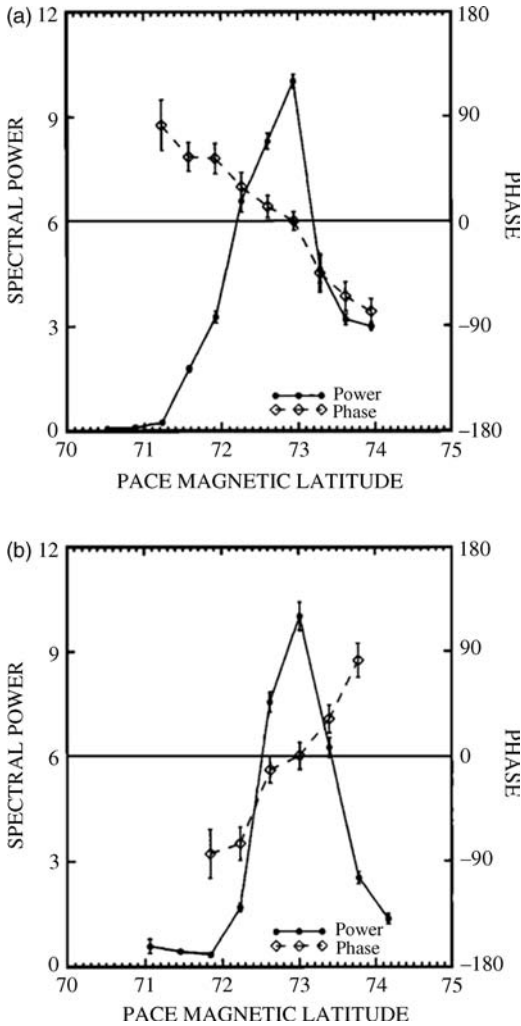 (a)
12
180
9
90
6
0
3
−90
0
−180
70
71
72
73
74
75
SPECTRAL POWER
PHASE
Power
Phase
PACE MAGNETIC LATITUDE
(b)
12
180
9
90
6
0
3
−90
0
−180
70
71
72
73
74
75
SPECTRAL POWER
PHASE
Power
Phase
PACE MAGNETIC LATITUDE